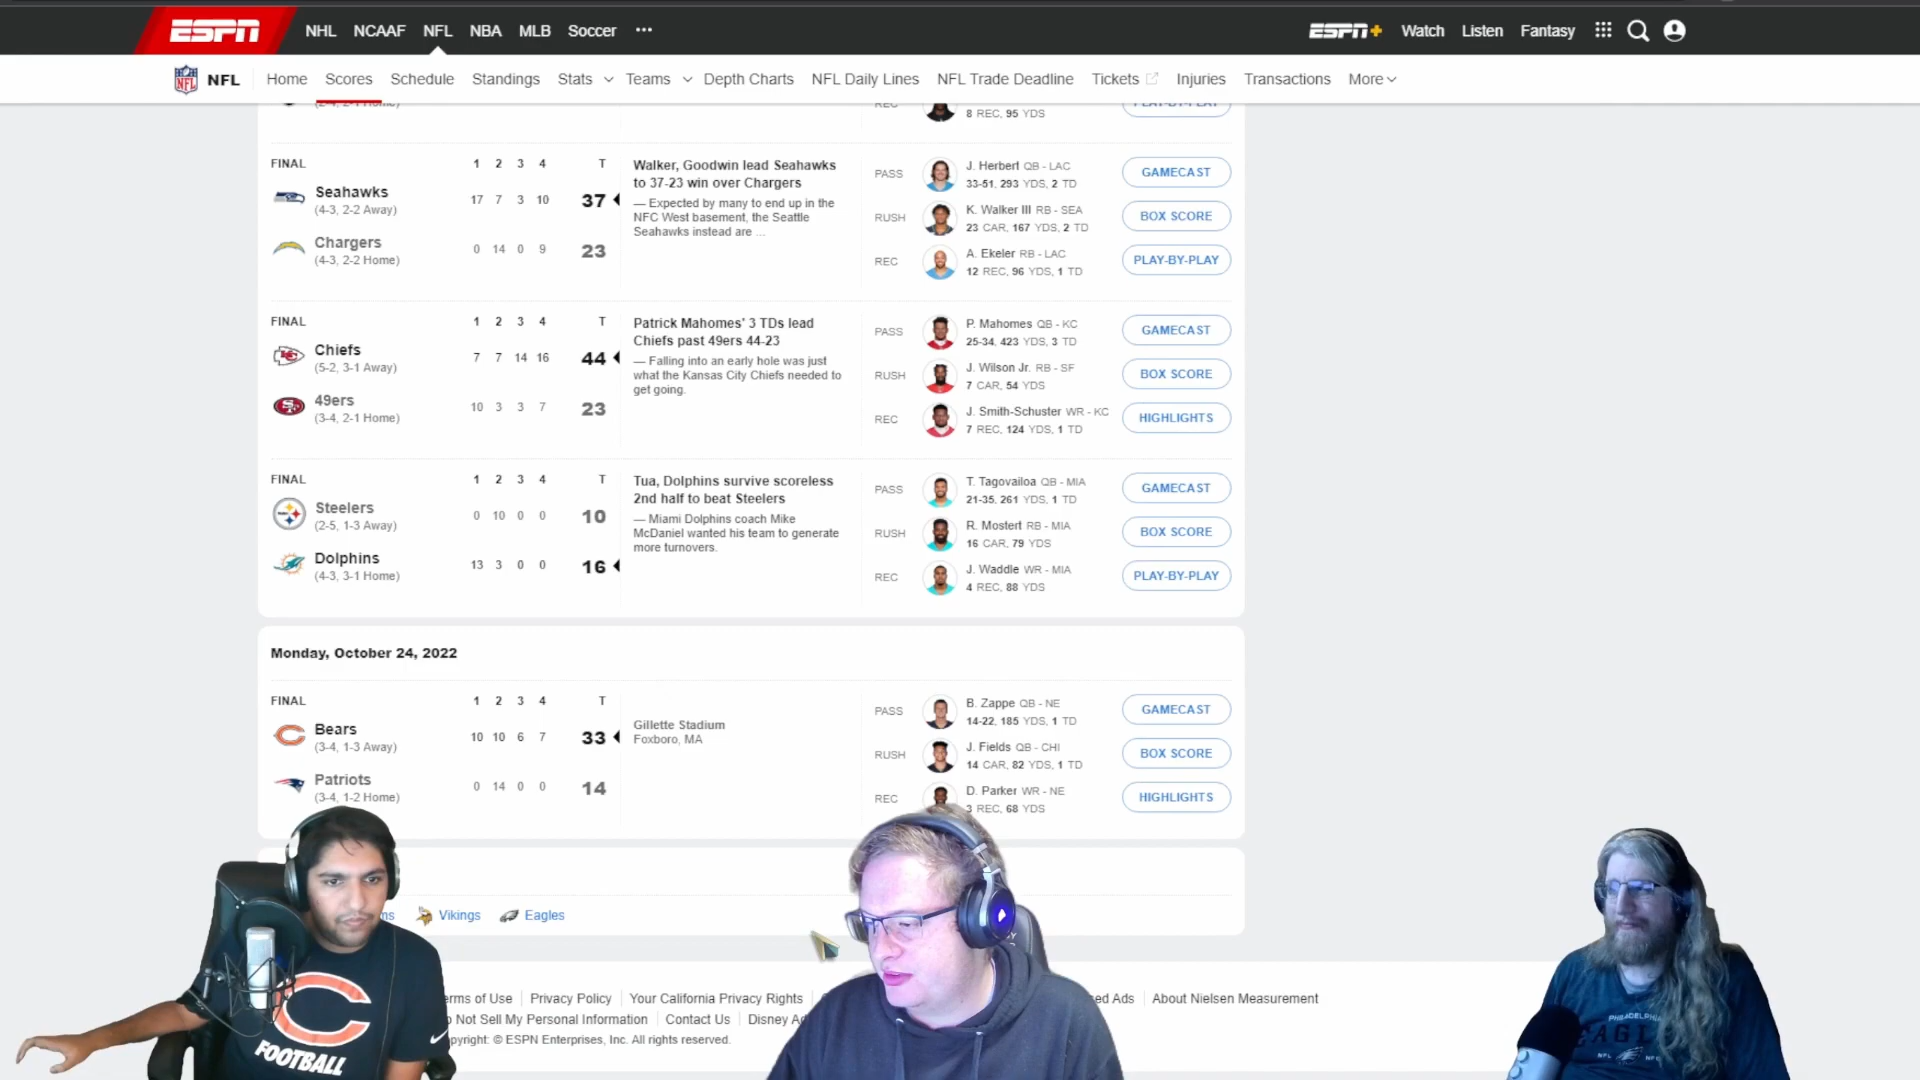 ESPN NHL NCAAF NFL NBA MLB Soccer ••• ESPN+ Watch Listen Fantasy
NFL Home Scores Schedule Standings Stats Teams Depth Charts NFL Daily Lines NFL Trade Deadline Tickets Injuries Transactions More
8 REC, 95 YDS
FINAL 1 2 3 4 T
Seahawks
(4-3, 2-2 Away)
17 7 3 10 37
Chargers
(4-3, 2-2 Home)
0 14 0 9 23
Walker, Goodwin lead Seahawks
to 37-23 win over Chargers
— Expected by many to end up in the
NFC West basement, the Seattle
Seahawks instead are ...
PASS J. Herbert QB - LAC
33-51, 293 YDS, 2 TD
RUSH K. Walker III RB - SEA
23 CAR, 167 YDS, 2 TD
REC A. Ekeler RB - LAC
12 REC, 96 YDS, 1 TD
GAMECAST
BOX SCORE
PLAY-BY-PLAY
FINAL 1 2 3 4 T
Chiefs
(5-2, 3-1 Away)
7 7 14 16 44
49ers
(3-4, 2-1 Home)
10 3 3 7 23
Patrick Mahomes' 3 TDs lead
Chiefs past 49ers 44-23
— Falling into an early hole was just
what the Kansas City Chiefs needed to
get going.
PASS P. Mahomes QB - KC
25-34, 423 YDS, 3 TD
RUSH J. Wilson Jr. RB - SF
7 CAR, 54 YDS
REC J. Smith-Schuster WR - KC
7 REC, 124 YDS, 1 TD
GAMECAST
BOX SCORE
HIGHLIGHTS
FINAL 1 2 3 4 T
Steelers
(2-5, 1-3 Away)
0 10 0 0 10
Dolphins
(4-3, 3-1 Home)
13 3 0 0 16
Tua, Dolphins survive scoreless
2nd half to beat Steelers
— Miami Dolphins coach Mike
McDaniel wanted his team to generate
more turnovers.
PASS T. Tagovailoa QB - MIA
21-35, 261 YDS, 1 TD
RUSH R. Mostert RB - MIA
16 CAR, 79 YDS
REC J. Waddle WR - MIA
4 REC, 88 YDS
GAMECAST
BOX SCORE
PLAY-BY-PLAY
Monday, October 24, 2022
FINAL 1 2 3 4 T
Bears
(3-4, 1-3 Away)
10 10 6 7 33
Patriots
(3-4, 1-2 Home)
0 14 0 0 14
Gillette Stadium
Foxboro, MA
PASS B. Zappe QB - NE
14-22, 185 YDS, 1 TD
RUSH J. Fields QB - CHI
14 CAR, 82 YDS, 1 TD
REC D. Parker WR - NE
3 REC, 68 YDS
GAMECAST
BOX SCORE
HIGHLIGHTS
Vikings Eagles
of Use Privacy Policy Your California Privacy Rights Ads About Nielsen Measurement
Not Sell My Personal Information Contact Us Disney
© ESPN Enterprises, Inc. All rights reserved.
FOOTBALL
PHILADELPHIA